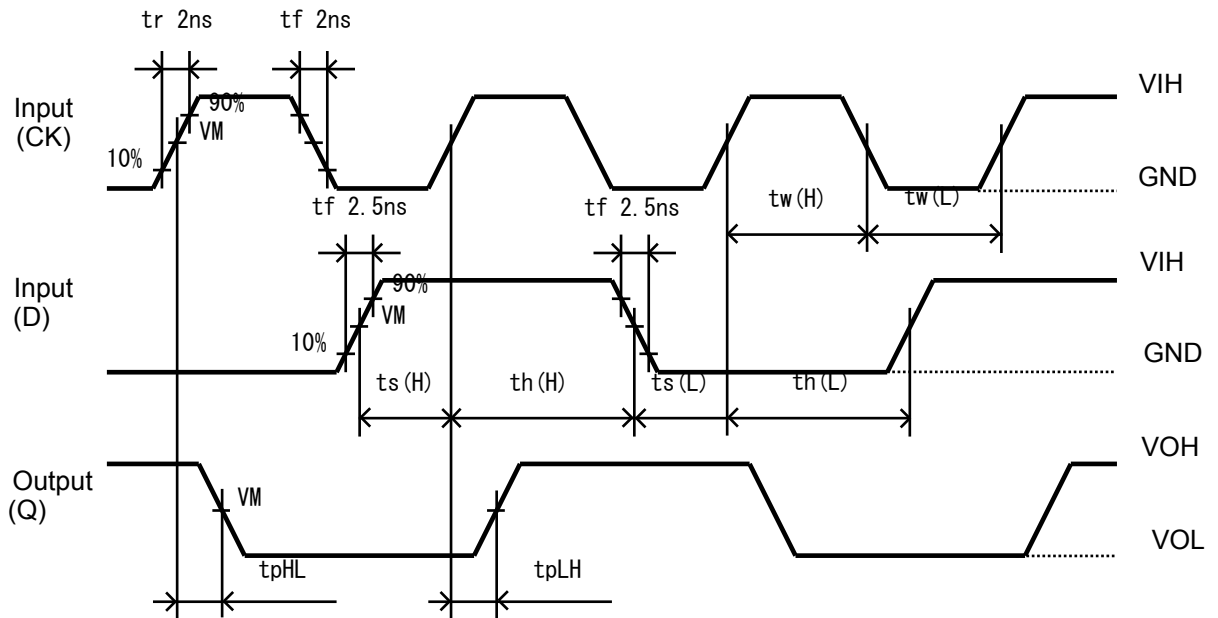 tr 2ns
tf 2ns
Input
(CK)
90%
VM
10%
VIH
GND
tw(H)
tw(L)
tf 2.5ns
tf 2.5ns
Input
(D)
90%
VM
10%
VIH
GND
ts(H)
th(H)
ts(L)
th(L)
Output
(Q)
VM
VOH
VOL
tpHL
tpLH